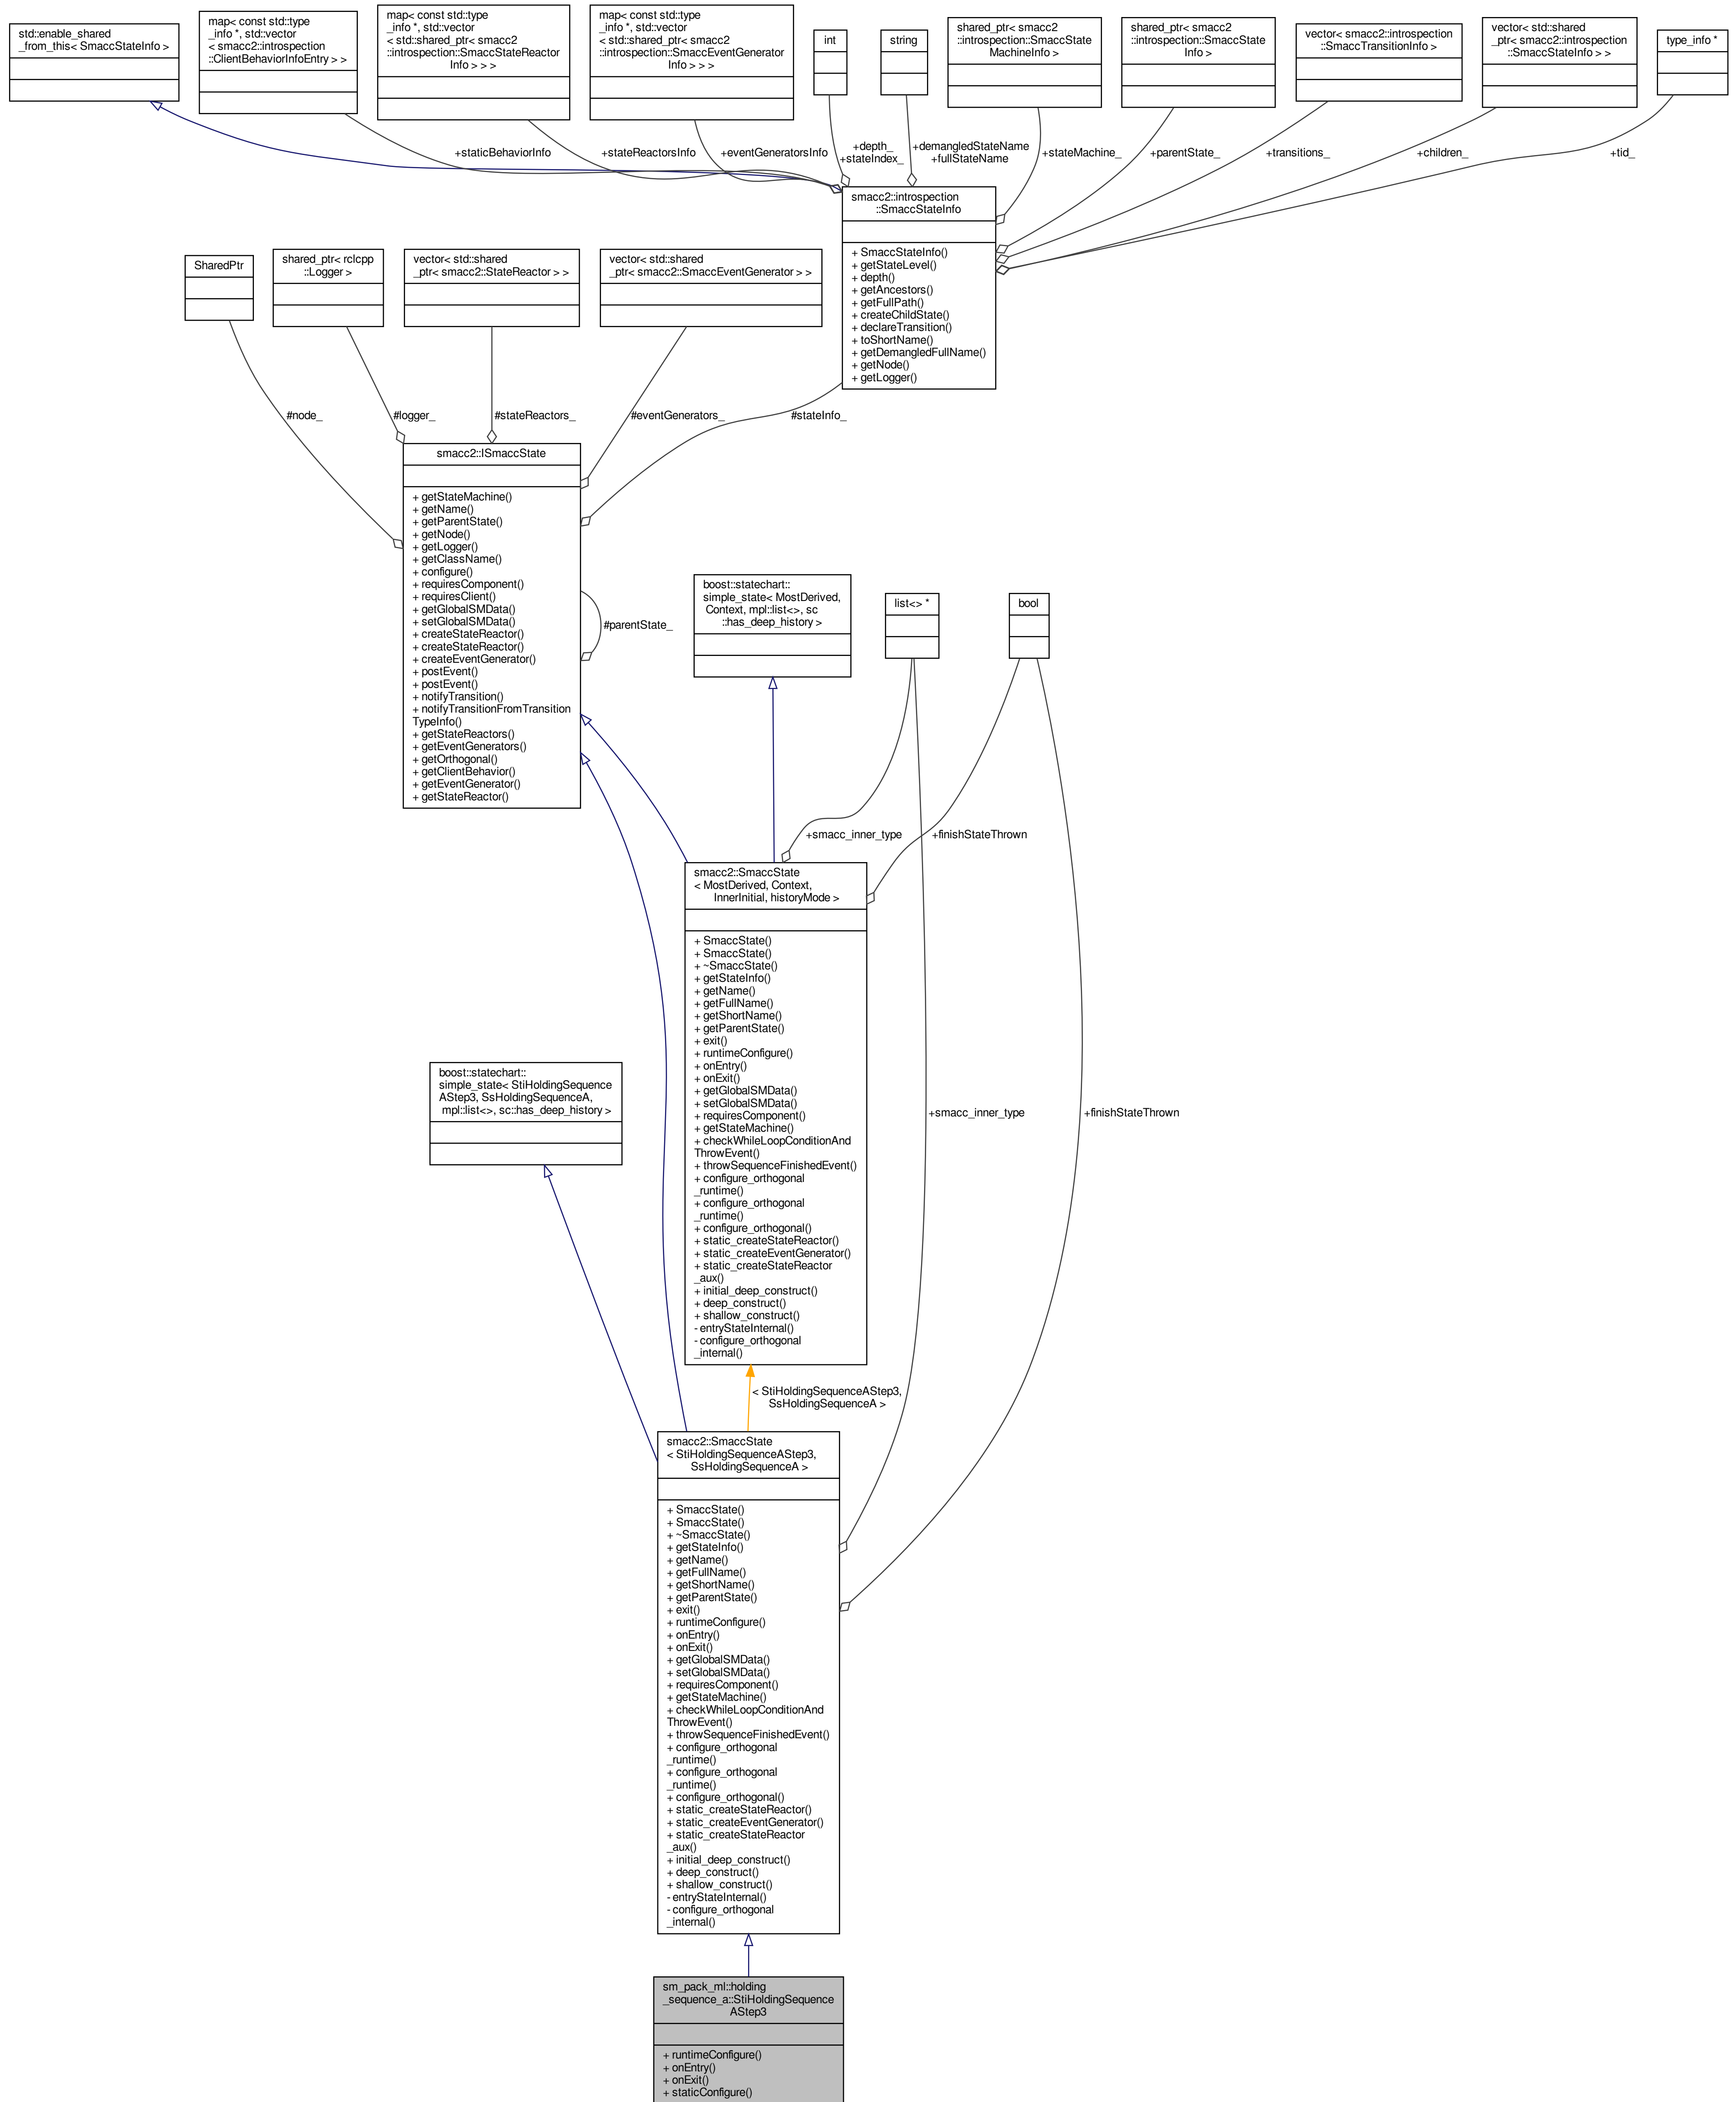 std::enable_shared
_from_this< SmaccStateInfo >
map< const std::type
_info *, std::vector
< smacc2::introspection
::ClientBehaviorInfoEntry > >
map< const std::type
_info *, std::vector
< std::shared_ptr< smacc2
::introspection::SmaccStateReactor
Info > > >
map< const std::type
_info *, std::vector
< std::shared_ptr< smacc2
::introspection::SmaccEventGenerator
Info > > >
int
string
shared_ptr< smacc2
::introspection::SmaccState
MachineInfo >
shared_ptr< smacc2
::introspection::SmaccState
Info >
vector< smacc2::introspection
::SmaccTransitionInfo >
vector< std::shared
_ptr< smacc2::introspection
::SmaccStateInfo > >
type_info *
+staticBehaviorInfo
+stateReactorsInfo
+eventGeneratorsInfo
+depth_
+stateIndex_
+demangledStateName
+fullStateName
+stateMachine_
+parentState_
+transitions_
+children_
+tid_
smacc2::introspection
::SmaccStateInfo
+ SmaccStateInfo()
+ getStateLevel()
+ depth()
+ getAncestors()
+ getFullPath()
+ createChildState()
+ declareTransition()
+ toShortName()
+ getDemangledFullName()
+ getNode()
+ getLogger()
SharedPtr
shared_ptr< rclcpp
::Logger >
vector< std::shared
_ptr< smacc2::StateReactor > >
vector< std::shared
_ptr< smacc2::SmaccEventGenerator > >
#node_
#logger_
#stateReactors_
#eventGenerators_
#stateInfo_
smacc2::ISmaccState
+ getStateMachine()
+ getName()
+ getParentState()
+ getNode()
+ getLogger()
+ getClassName()
+ configure()
+ requiresComponent()
+ requiresClient()
+ getGlobalSMData()
+ setGlobalSMData()
+ createStateReactor()
+ createStateReactor()
+ createEventGenerator()
+ postEvent()
+ postEvent()
+ notifyTransition()
+ notifyTransitionFromTransition
TypeInfo()
+ getStateReactors()
+ getEventGenerators()
+ getOrthogonal()
+ getClientBehavior()
+ getEventGenerator()
+ getStateReactor()
#parentState_
boost::statechart::
simple_state< MostDerived,
Context, mpl::list<>, sc
::has_deep_history >
list<> *
bool
+smacc_inner_type
+finishStateThrown
smacc2::SmaccState
< MostDerived, Context,
InnerInitial, historyMode >
+ SmaccState()
+ SmaccState()
+ ~SmaccState()
+ getStateInfo()
+ getName()
+ getFullName()
+ getShortName()
+ getParentState()
+ exit()
+ runtimeConfigure()
+ onEntry()
+ onExit()
+ getGlobalSMData()
+ setGlobalSMData()
+ requiresComponent()
+ getStateMachine()
+ checkWhileLoopConditionAnd
ThrowEvent()
+ throwSequenceFinishedEvent()
+ configure_orthogonal
_runtime()
+ configure_orthogonal
_runtime()
+ configure_orthogonal()
+ static_createStateReactor()
+ static_createEventGenerator()
+ static_createStateReactor
_aux()
+ initial_deep_construct()
+ deep_construct()
+ shallow_construct()
- entryStateInternal()
- configure_orthogonal
_internal()
boost::statechart::
simple_state< StiHoldingSequence
AStep3, SsHoldingSequenceA,
mpl::list<>, sc::has_deep_history >
+smacc_inner_type
+finishStateThrown
< StiHoldingSequenceAStep3,
SsHoldingSequenceA >
smacc2::SmaccState
< StiHoldingSequenceAStep3,
SsHoldingSequenceA >
+ SmaccState()
+ SmaccState()
+ ~SmaccState()
+ getStateInfo()
+ getName()
+ getFullName()
+ getShortName()
+ getParentState()
+ exit()
+ runtimeConfigure()
+ onEntry()
+ onExit()
+ getGlobalSMData()
+ setGlobalSMData()
+ requiresComponent()
+ getStateMachine()
+ checkWhileLoopConditionAnd
ThrowEvent()
+ throwSequenceFinishedEvent()
+ configure_orthogonal
_runtime()
+ configure_orthogonal
_runtime()
+ configure_orthogonal()
+ static_createStateReactor()
+ static_createEventGenerator()
+ static_createStateReactor
_aux()
+ initial_deep_construct()
+ deep_construct()
+ shallow_construct()
- entryStateInternal()
- configure_orthogonal
_internal()
sm_pack_ml::holding
_sequence_a::StiHoldingSequence
AStep3
+ runtimeConfigure()
+ onEntry()
+ onExit()
+ staticConfigure()